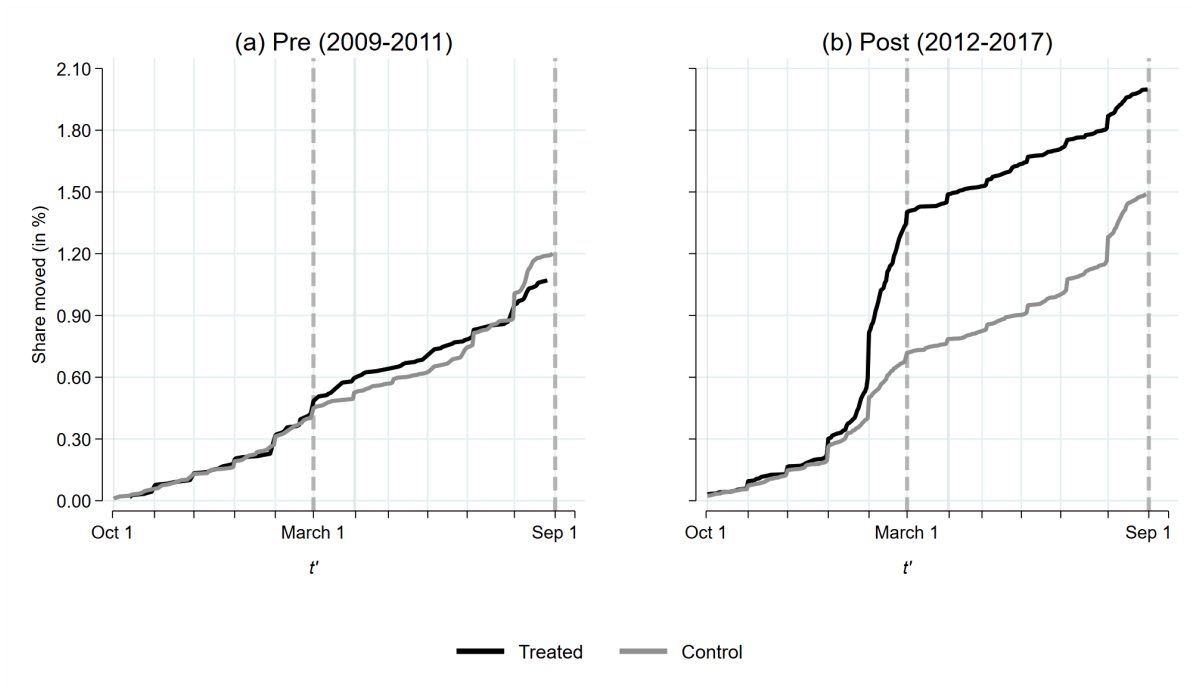 (a) Pre (2009-2011)
(b) Post (2012-2017)
Share moved (in %)
2.10
1.80
1.50
1.20
0.90
0.60
0.30
0.00
Oct 1
March 1
Sep 1
Oct 1
March 1
Sep 1
t'
t'
Treated
Control